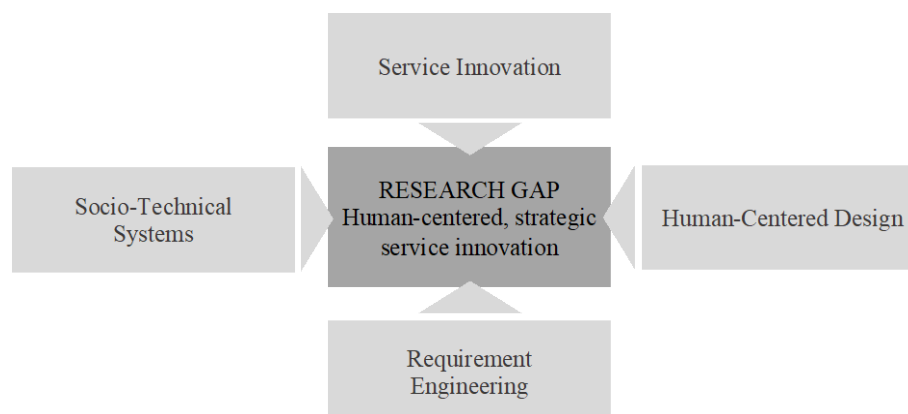 Service Innovation
Socio-Technical
Systems
RESEARCH GAP
Human-centered, strategic
service innovation
Human-Centered Design
Requirement
Engineering